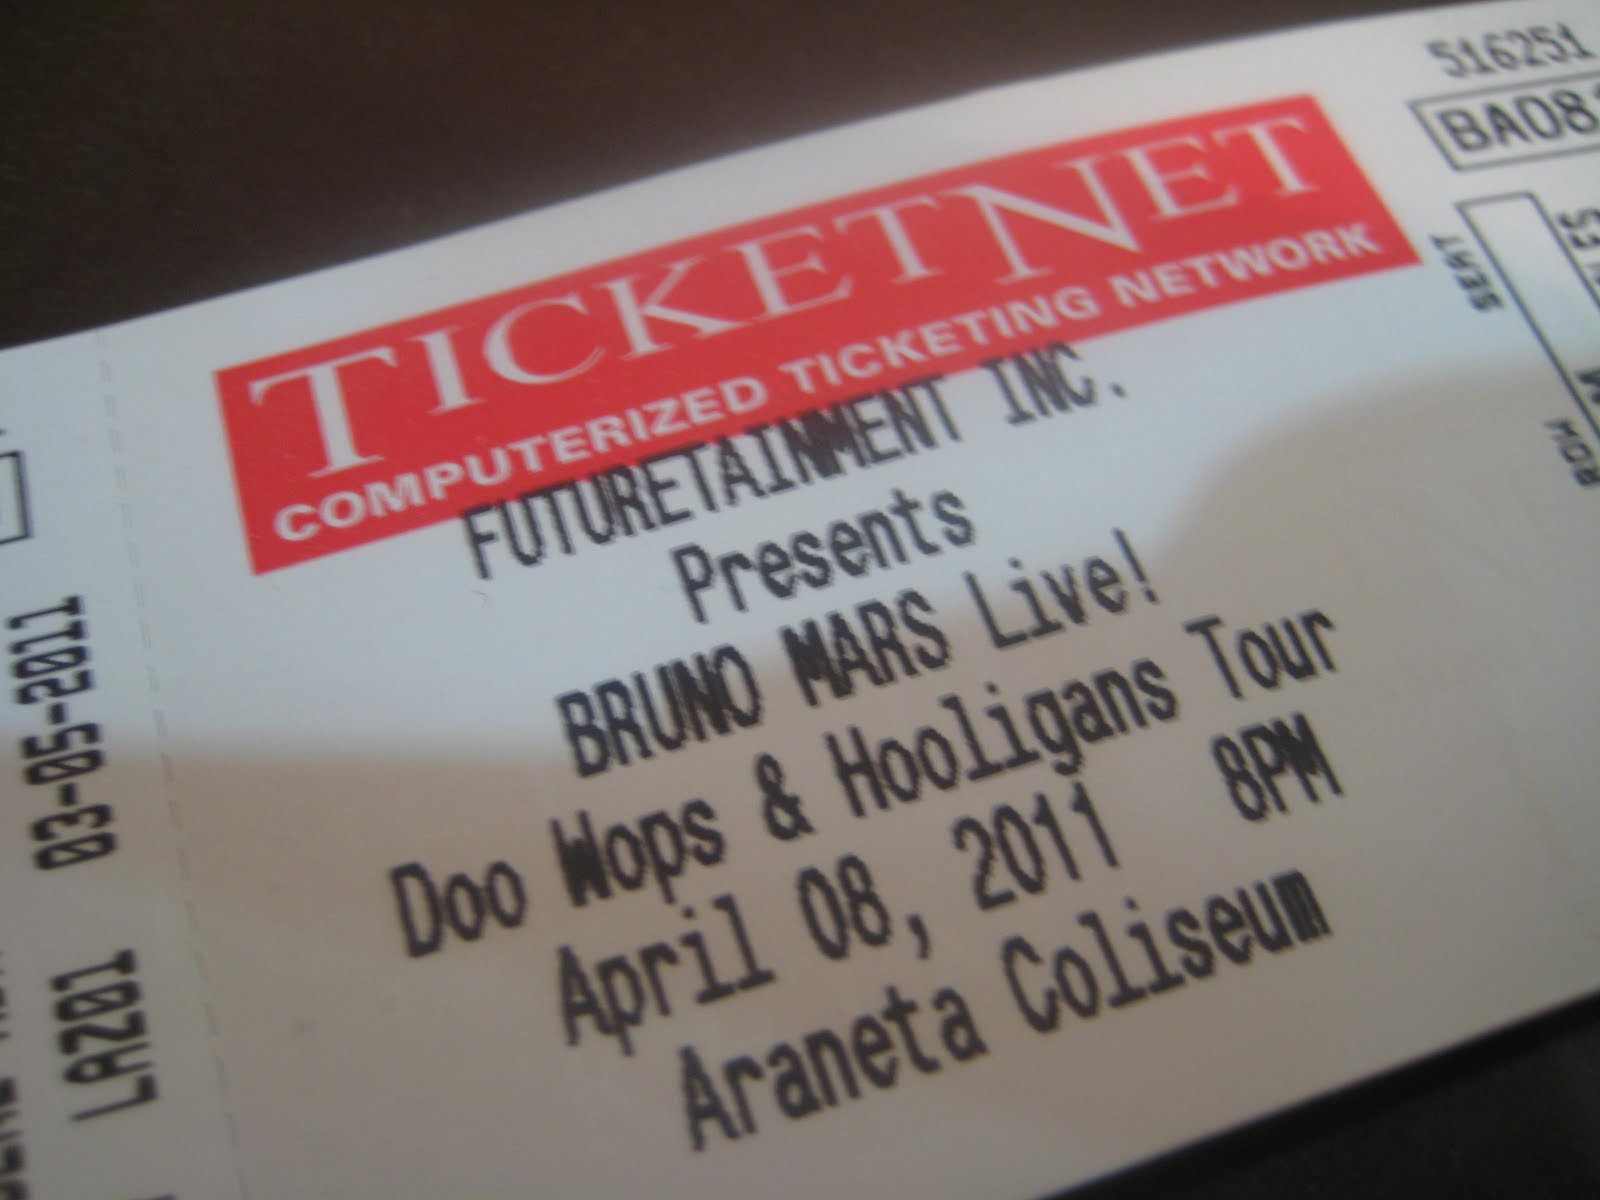 TICKETNET
COMPUTERIZED TICKETING NETWORK
FUTURETAINMENT INC.
Presents
BRUNO MARS Live!
Doo Wops & Hooligans Tour
April 08, 2011 8PM
Araneta Coliseum
03-05-2011
LA201
516251
BA08
SEAT
ROW